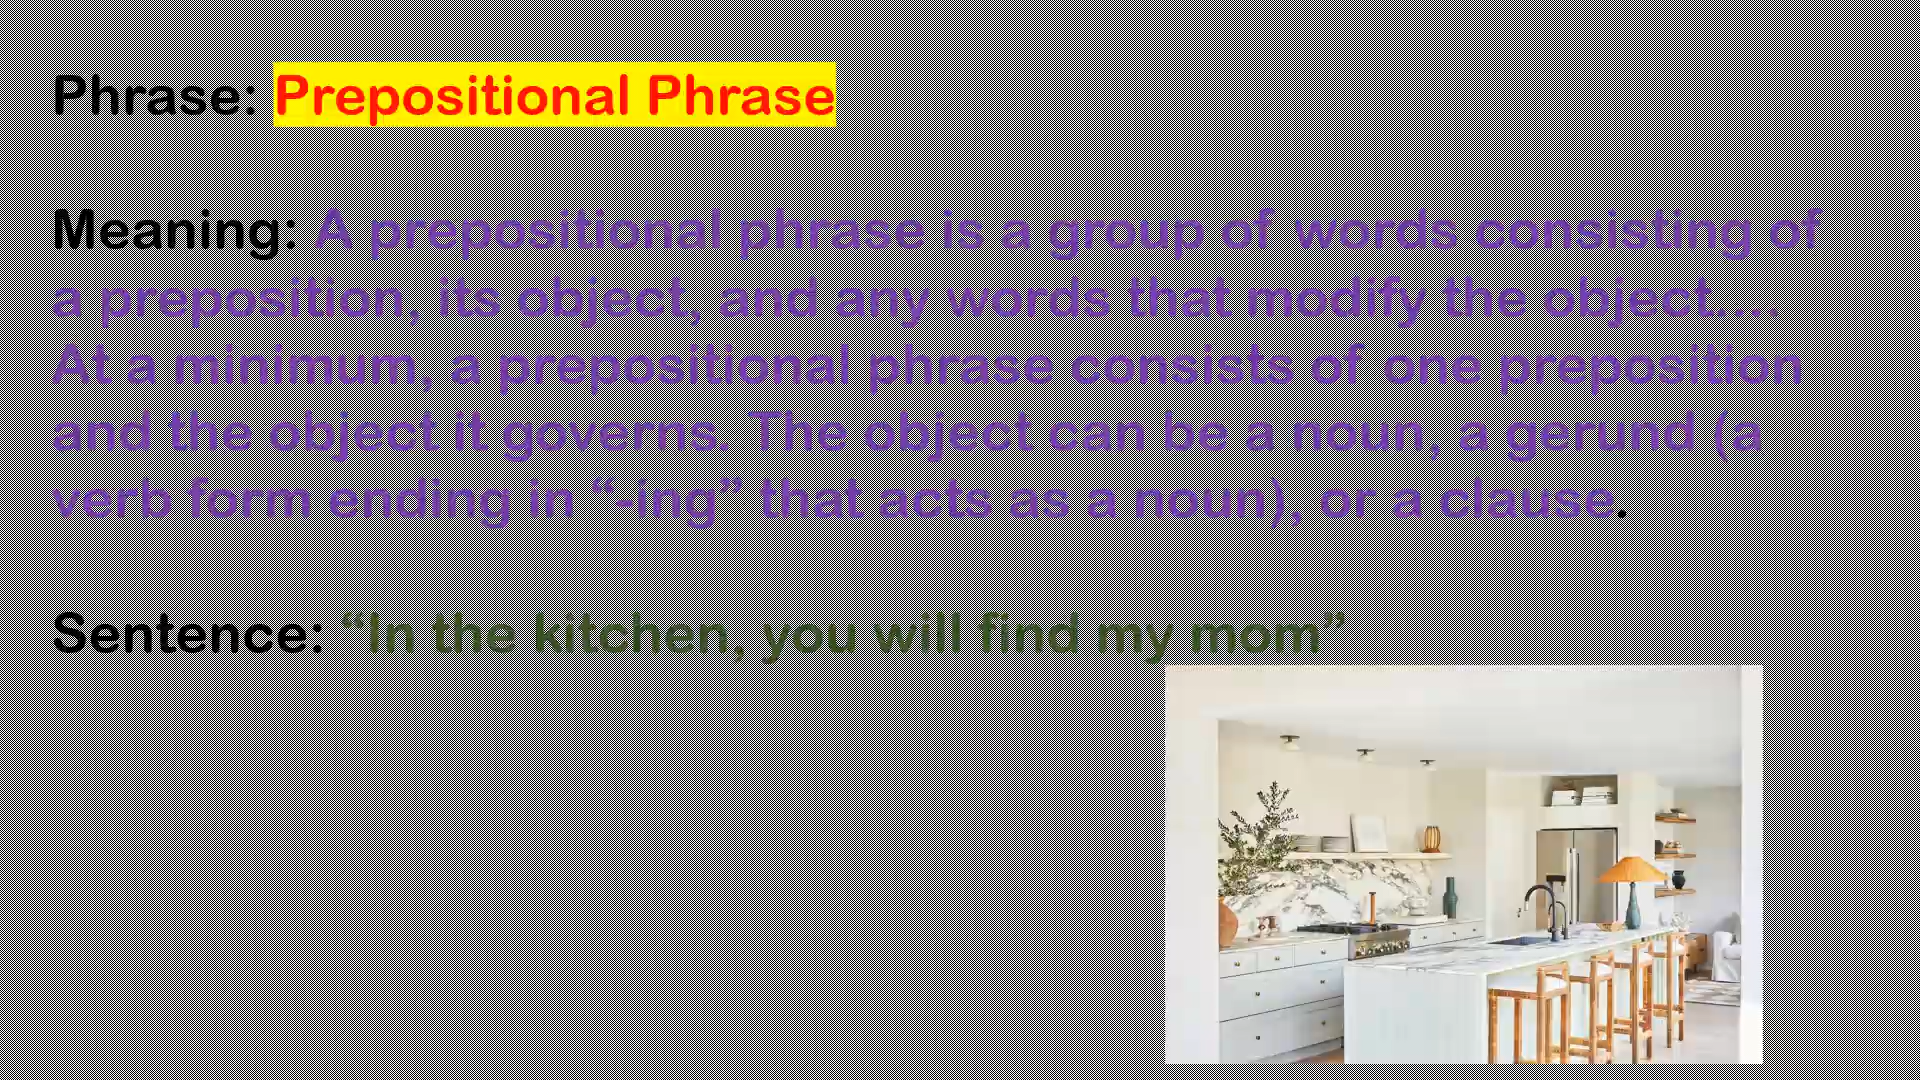 Phrase: Prepositional Phrase
Meaning: A prepositional phrase is a group of words consisting of
a preposition, its object, and any words that modify the object….
At a minimum, a prepositional phrase consists of one preposition
and the object it governs. The object can be a noun, a gerund (a
verb form ending in “-ing” that acts as a noun), or a clause.
Sentence: “In the kitchen, you will find my mom”